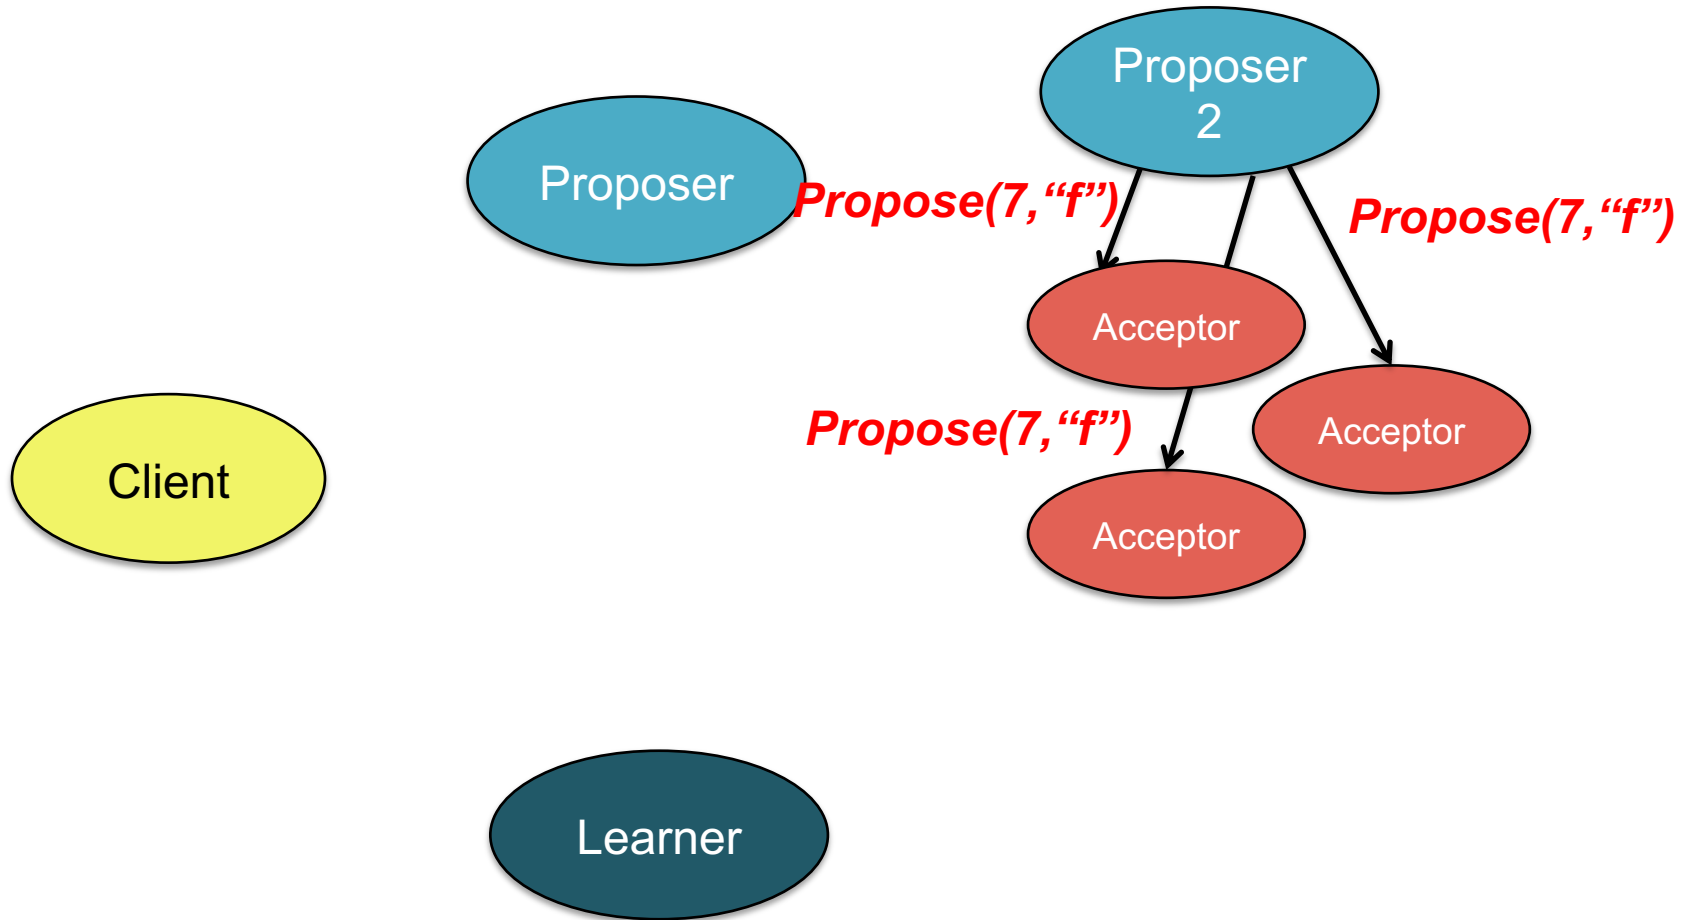 Proposer
2
Proposer
Propose(7,“f”)
Propose(7,“f”)
Acceptor
Propose(7,“f”)
Acceptor
Client
Acceptor
Learner